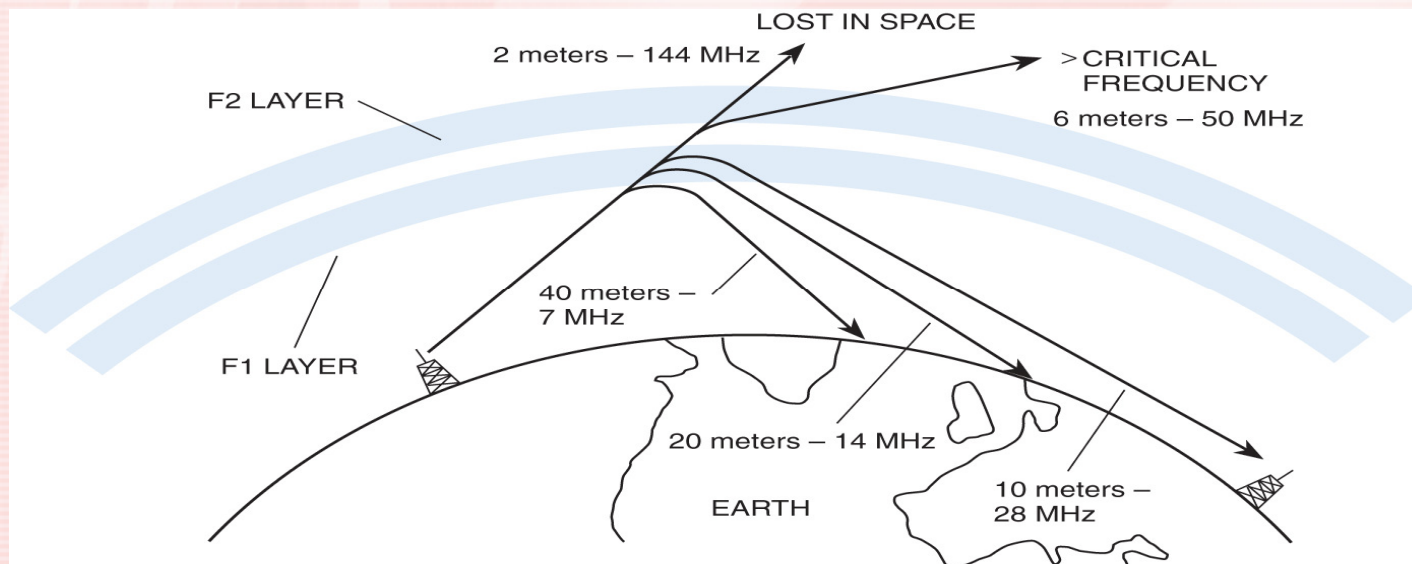 LOST IN SPACE
2 meters – 144 MHz
> CRITICAL
FREQUENCY
6 meters – 50 MHz
F2 LAYER
40 meters –
7 MHz
F1 LAYER
20 meters – 14 MHz
10 meters –
28 MHz
EARTH